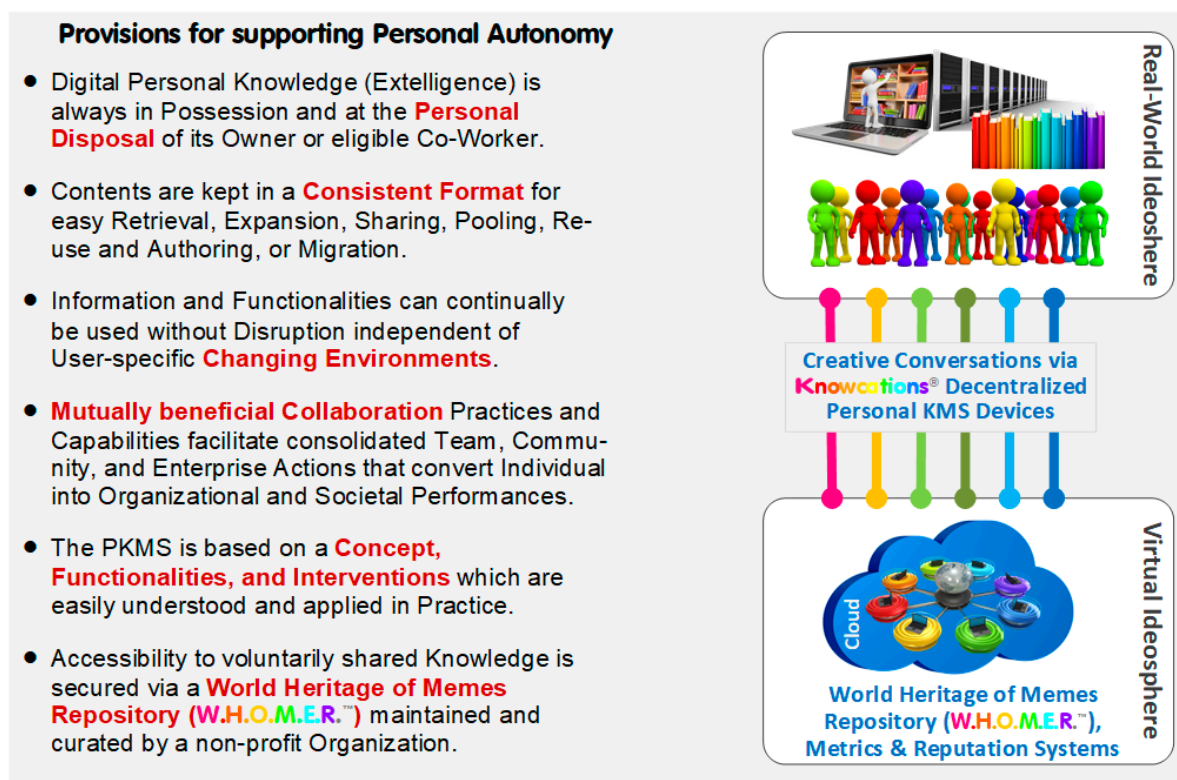 Provisions for supporting Personal Autonomy
● Digital Personal Knowledge (Extelligence) is
always in Possession and at the Personal
Disposal of its Owner or eligible Co-Worker.
● Contents are kept in a Consistent Format for
easy Retrieval, Expansion, Sharing, Pooling, Re-
use and Authoring, or Migration.
● Information and Functionalities can continually
be used without Disruption independent of
User-specific Changing Environments.
● Mutually beneficial Collaboration Practices and
Capabilities facilitate consolidated Team, Commu-
nity, and Enterprise Actions that convert Individual
into Organizational and Societal Performances.
● The PKMS is based on a Concept,
Functionalities, and Interventions which are
easily understood and applied in Practice.
● Accessibility to voluntarily shared Knowledge is
secured via a World Heritage of Memes
Repository (W.H.O.M.E.R.™) maintained and
curated by a non-profit Organization.
Real-World Ideoshere
Creative Conversations via
Knowcations® Decentralized
Personal KMS Devices
Virtual Ideosphere
Cloud
World Heritage of Memes
Repository (W.H.O.M.E.R.™),
Metrics & Reputation Systems